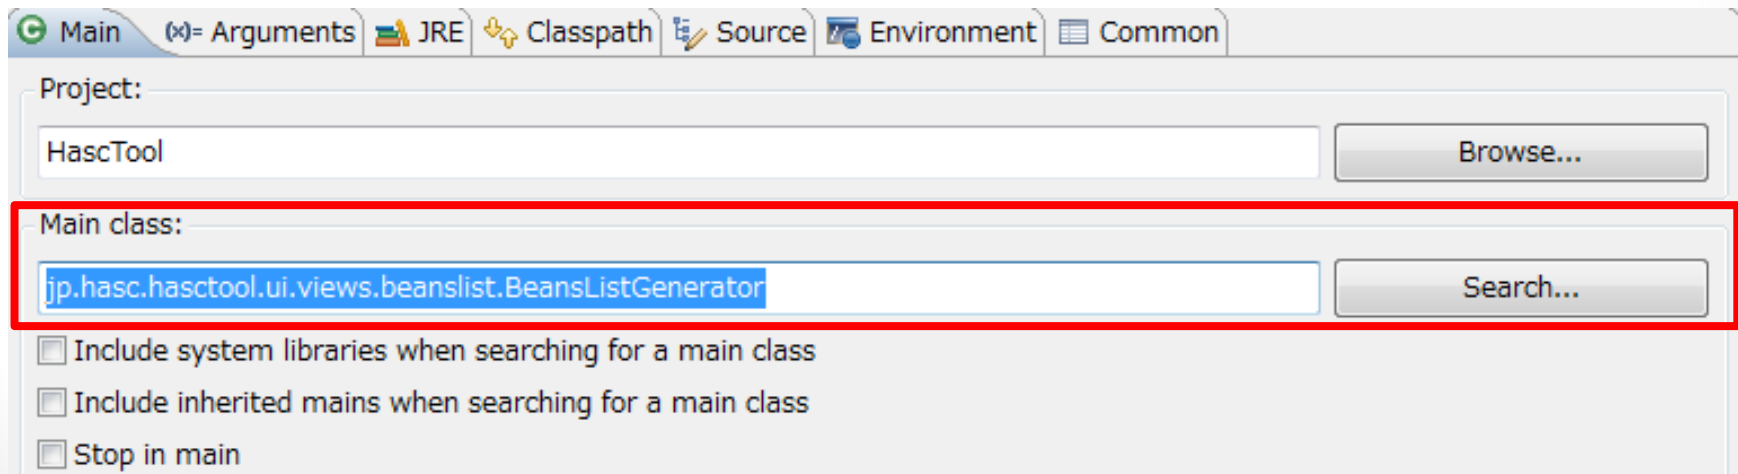 Main (x)= Arguments JRE Classpath Source Environment Common
Project:
HascTool Browse...
Main class:
jp.hasc.hasctool.ui.views.beanslist.BeansListGenerator Search...
Include system libraries when searching for a main class
Include inherited mains when searching for a main class
Stop in main